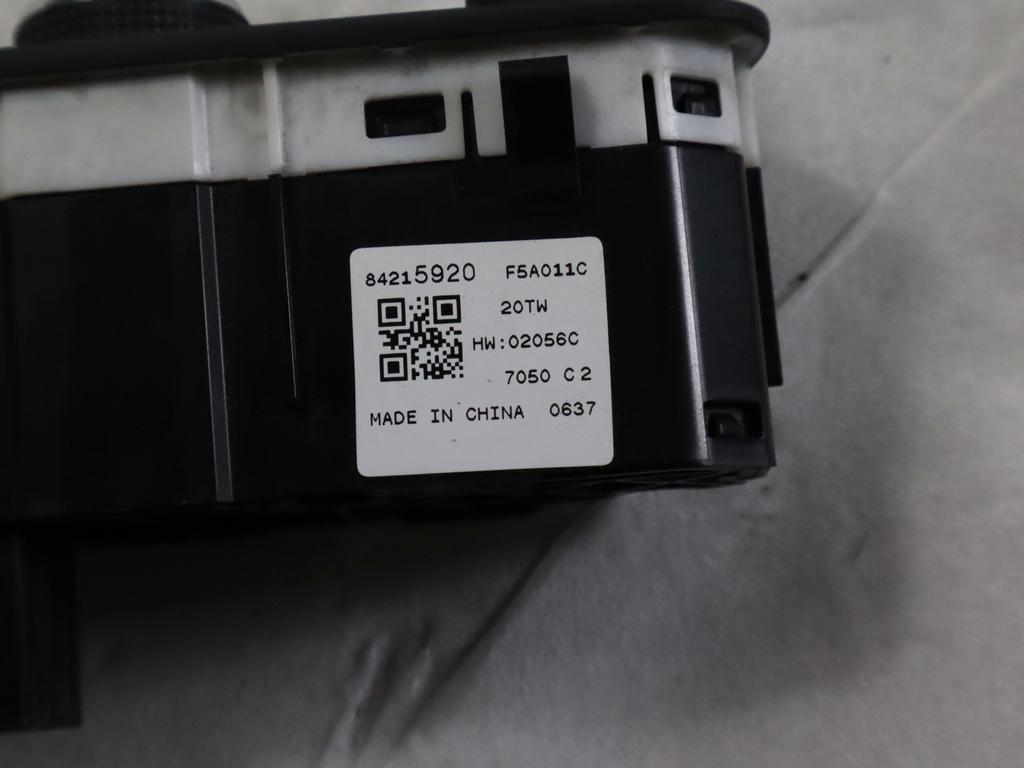 84215920 F5A011C
20TW
HW:02056C
7050 C2
MADE IN CHINA 0637